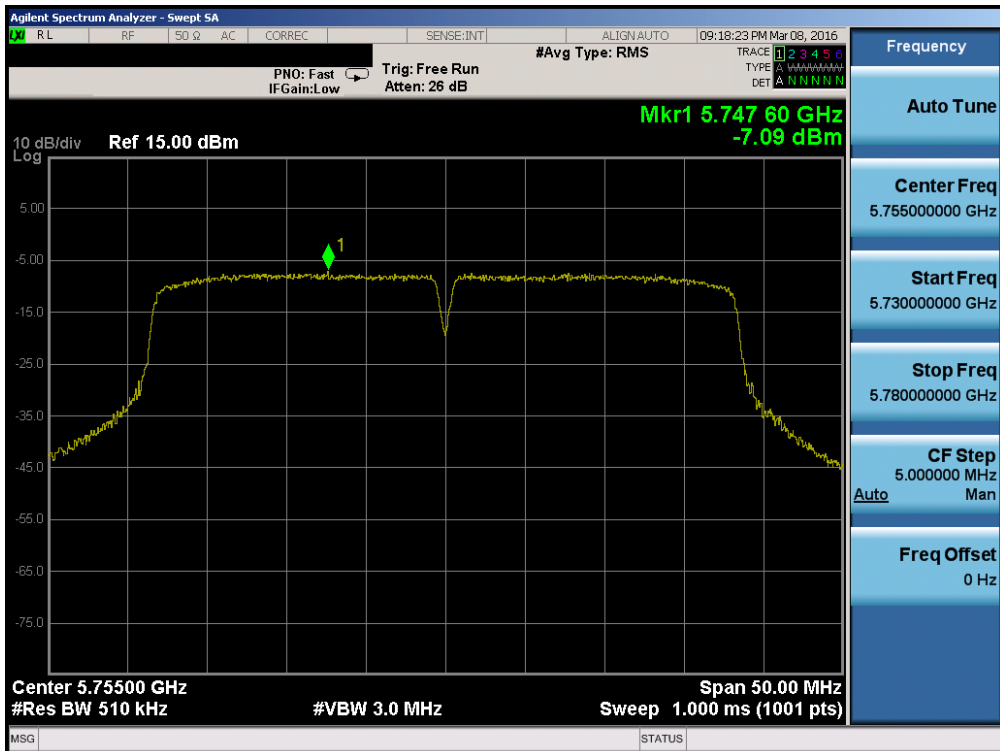 Agilent Spectrum Analyzer - Swept SA
LXI RL RF 50 Ω AC CORREC SENSE:INT ALIGN AUTO 09:18:23 PM Mar 08, 2016
#Avg Type: RMS
TRACE 1 2 3 4 5 6
TYPE A WWWWW
DET A N N N N N
PNO: Fast
IFGain:Low
Trig: Free Run
Atten: 26 dB
Mkr1 5.747 60 GHz
-7.09 dBm
10 dB/div Ref 15.00 dBm
Log
1
5.00
-5.00
-15.0
-25.0
-35.0
-45.0
-55.0
-65.0
-75.0
Center 5.75500 GHz Span 50.00 MHz
#Res BW 510 kHz #VBW 3.0 MHz Sweep 1.000 ms (1001 pts)
MSG STATUS
Frequency
Auto Tune
Center Freq
5.755000000 GHz
Start Freq
5.730000000 GHz
Stop Freq
5.780000000 GHz
CF Step
5.000000 MHz
Auto Man
Freq Offset
0 Hz